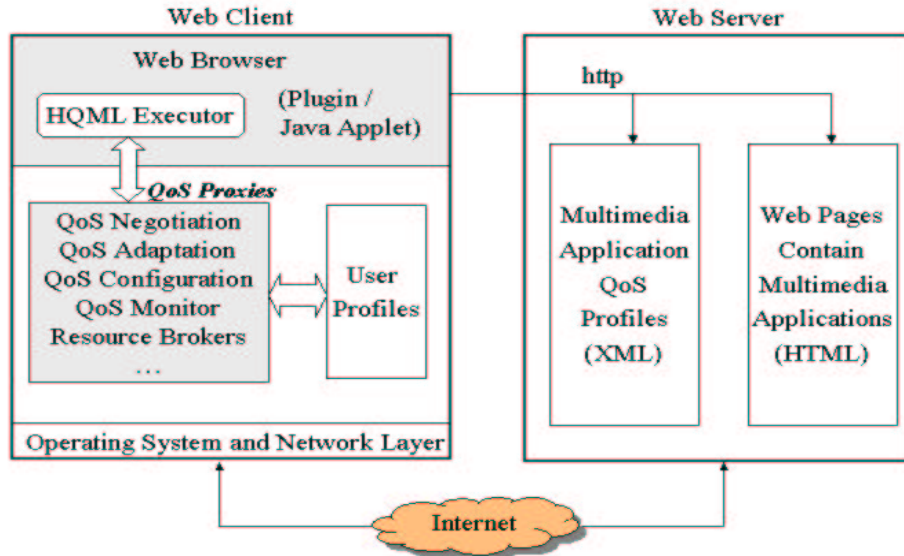 Web Client
Web Browser
HQML Executor
(Plugin /
Java Applet)
QoS Proxies
QoS Negotiation
QoS Adaptation
QoS Configuration
QoS Monitor
Resource Brokers
...
User
Profiles
Operating System and Network Layer
Web Server
http
Multimedia
Application
QoS
Profiles
(XML)
Web Pages
Contain
Multimedia
Applications
(HTML)
Internet